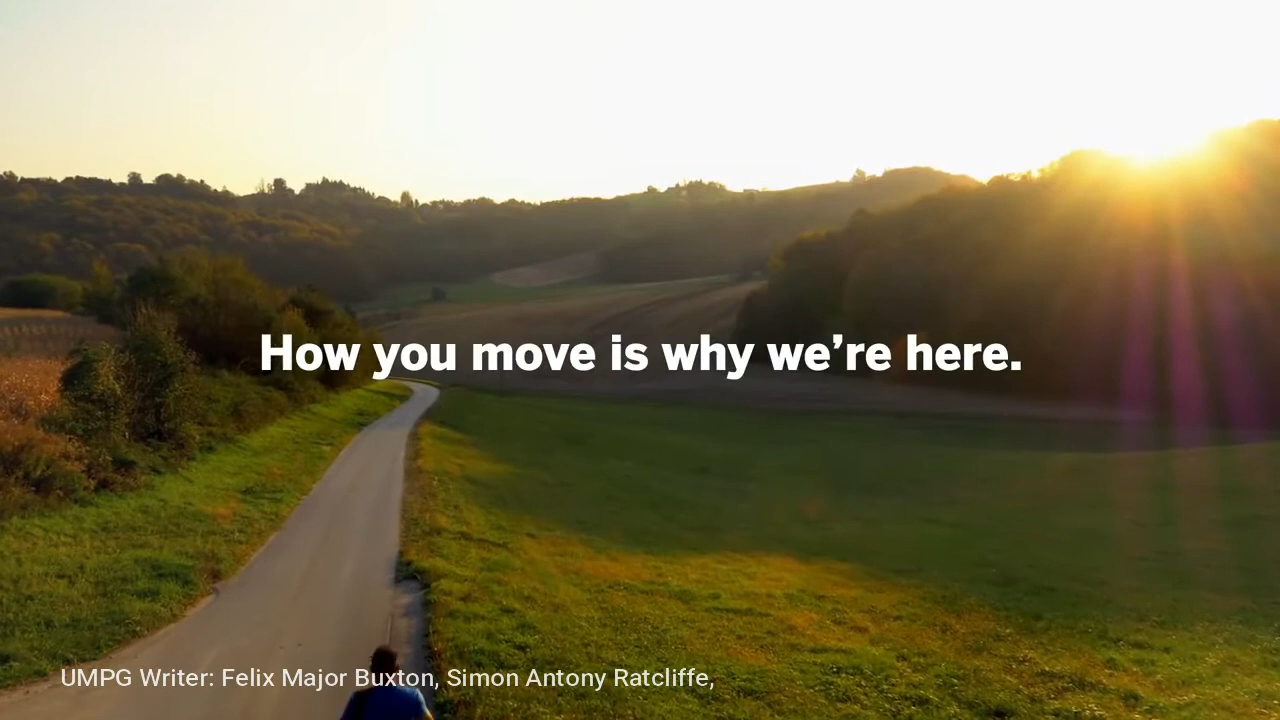 How you move is why we’re here.
UMPG Writer: Felix Major Buxton, Simon Antony Ratcliffe,